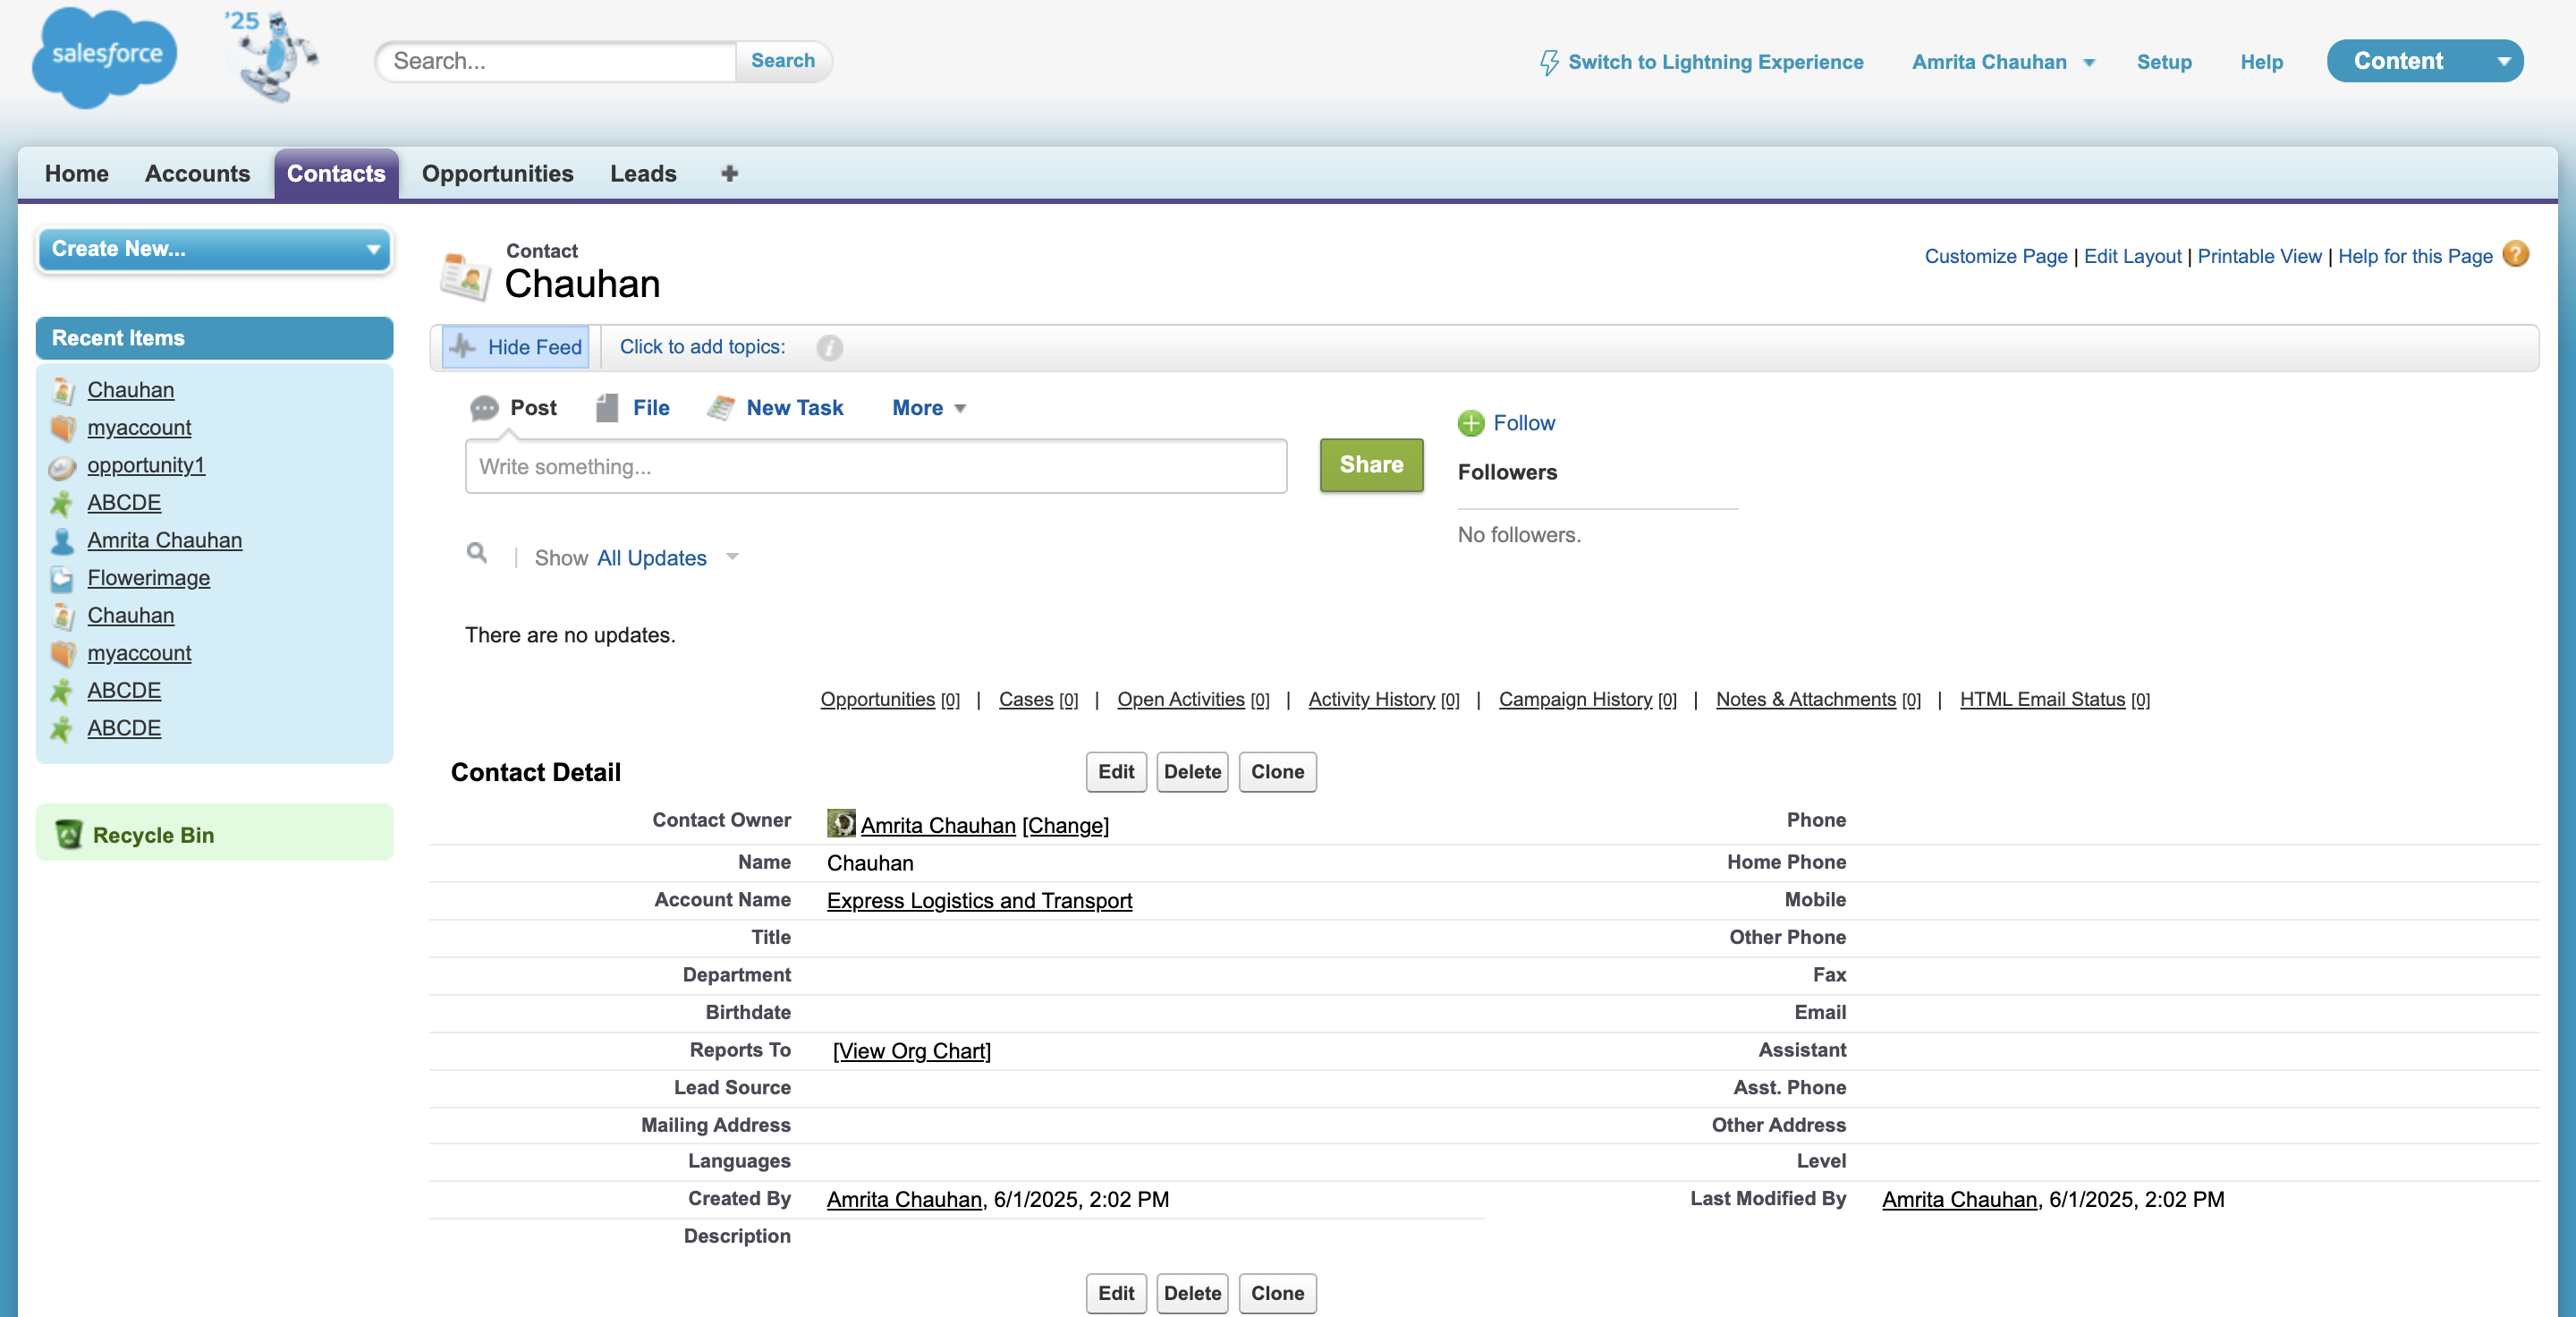 salesforce
'25
Search...
Search
Switch to Lightning Experience
Amrita Chauhan
Setup
Help
Content
Home
Accounts
Contacts
Opportunities
Leads
Create New...
Recent Items
Chauhan
myaccount
opportunity1
ABCDE
Amrita Chauhan
Flowerimage
Chauhan
myaccount
ABCDE
ABCDE
Recycle Bin
Contact
Chauhan
Customize Page | Edit Layout | Printable View | Help for this Page ?
Hide Feed
Click to add topics:
i
Post
File
New Task
More
Write something...
Share
Follow
Followers
No followers.
Show All Updates
There are no updates.
Opportunities [0] | Cases [0] | Open Activities [0] | Activity History [0] | Campaign History [0] | Notes & Attachments [0] | HTML Email Status [0]
Contact Detail
Edit Delete Clone
Contact Owner Amrita Chauhan [Change] Phone
Name Chauhan Home Phone
Account Name Express Logistics and Transport Mobile
Title Other Phone
Department Fax
Birthdate Email
Reports To [View Org Chart] Assistant
Lead Source Asst. Phone
Mailing Address Other Address
Languages Level
Created By Amrita Chauhan, 6/1/2025, 2:02 PM Last Modified By Amrita Chauhan, 6/1/2025, 2:02 PM
Description
Edit Delete Clone